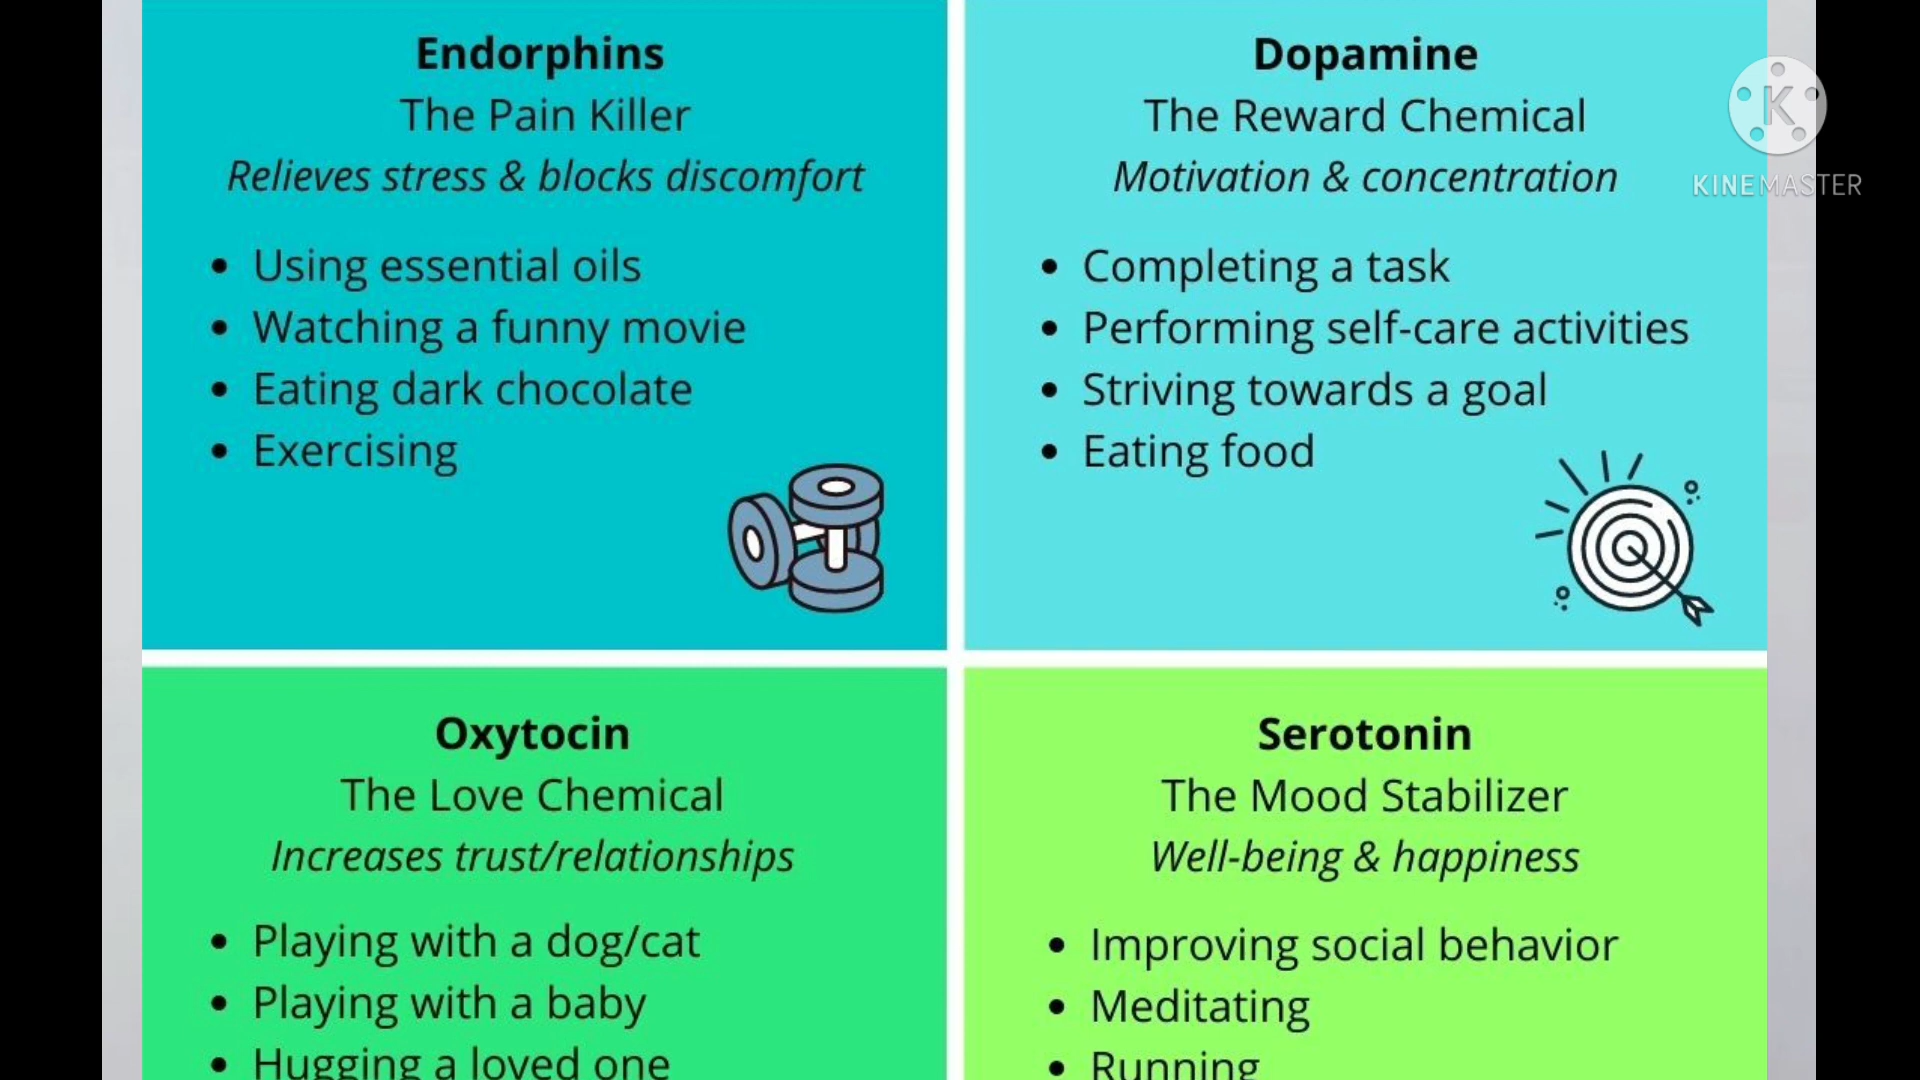 Endorphins
The Pain Killer
Relieves stress & blocks discomfort
• Using essential oils
• Watching a funny movie
• Eating dark chocolate
• Exercising
Dopamine
The Reward Chemical
Motivation & concentration
• Completing a task
• Performing self-care activities
• Striving towards a goal
• Eating food
K
KINEMASTER
Oxytocin
The Love Chemical
Increases trust/relationships
• Playing with a dog/cat
• Playing with a baby
• Hugging a loved one
Serotonin
The Mood Stabilizer
Well-being & happiness
• Improving social behavior
• Meditating
• Running